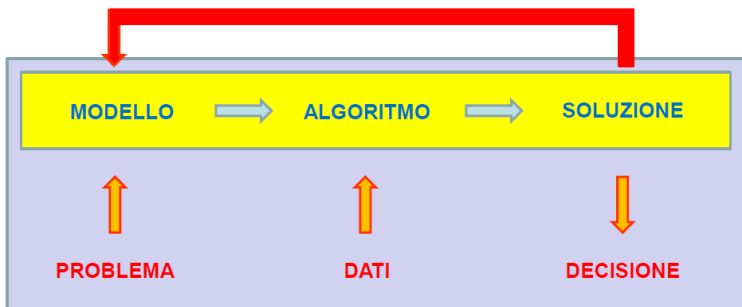 MODELLO
ALGORITMO
SOLUZIONE
PROBLEMA
DATI
DECISIONE